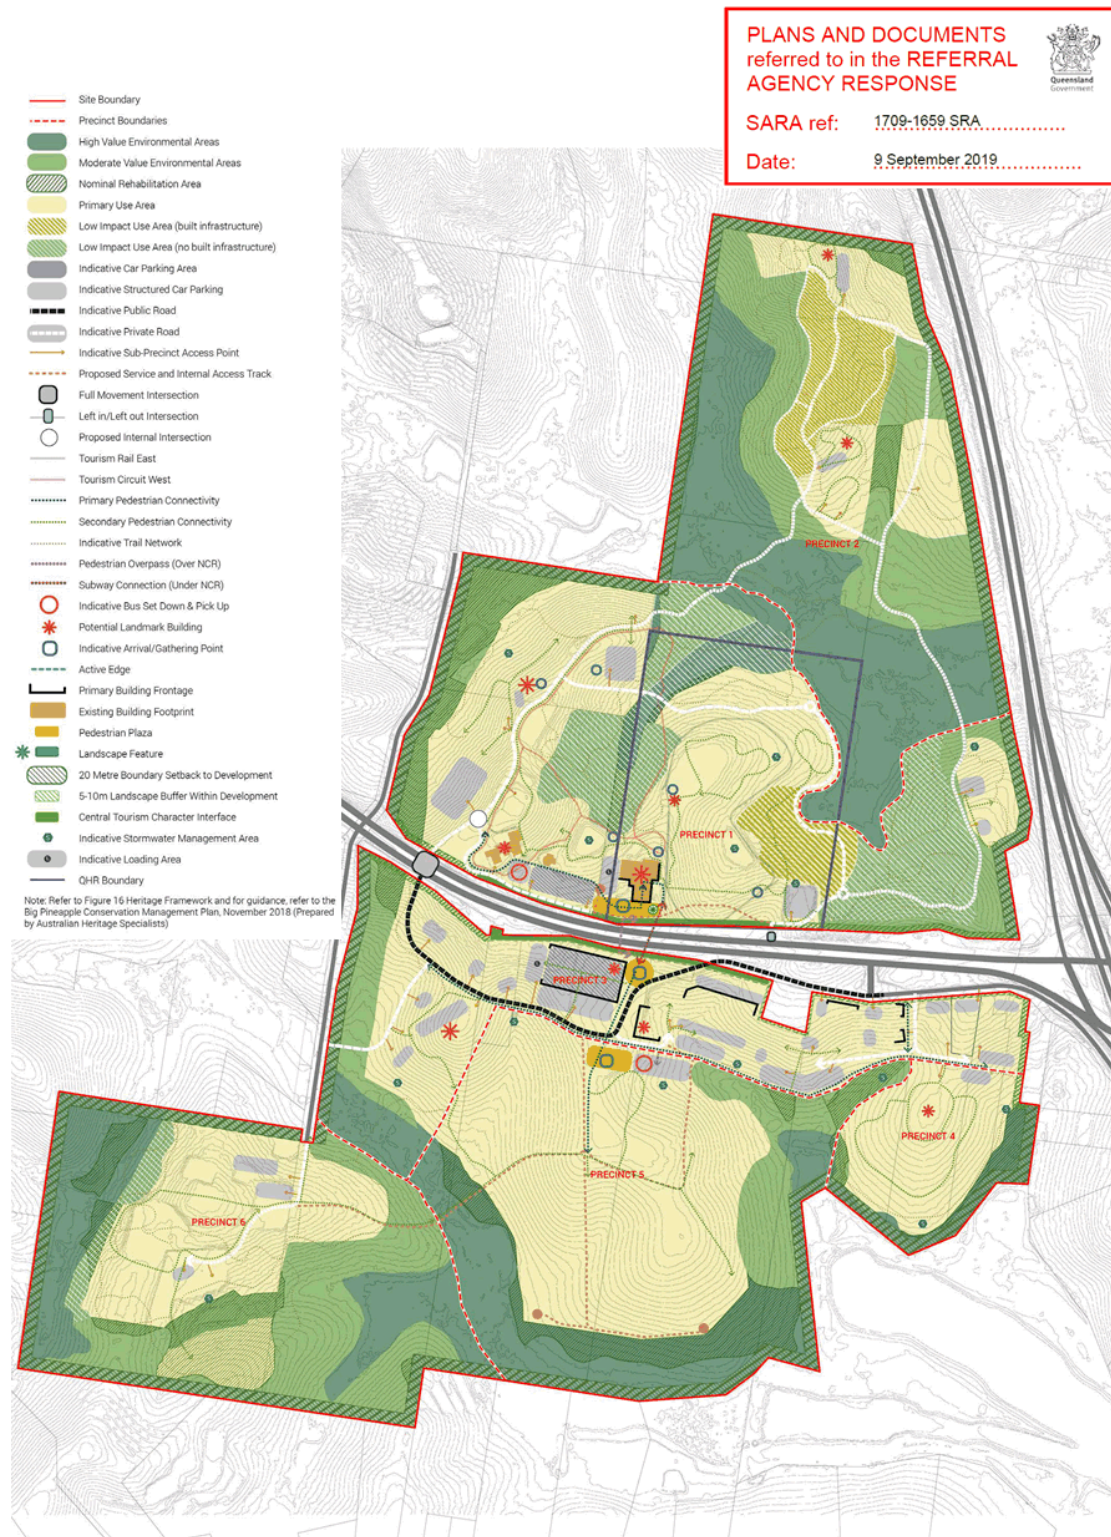 PLANS AND DOCUMENTS
referred to in the REFERRAL
AGENCY RESPONSE
Queensland
Government
SARA ref: 1709-1659 SRA
Date: 9 September 2019
Site Boundary
Precinct Boundaries
High Value Environmental Areas
Moderate Value Environmental Areas
Nominal Rehabilitation Area
Primary Use Area
Low Impact Use Area (built infrastructure)
Low Impact Use Area (no built infrastructure)
Indicative Car Parking Area
Indicative Structured Car Parking
Indicative Public Road
Indicative Private Road
Indicative Sub-Precinct Access Point
Proposed Service and Internal Access Track
Full Movement Intersection
Left in/Left out Intersection
Proposed Internal Intersection
Tourism Rail East
Tourism Circuit West
Primary Pedestrian Connectivity
Secondary Pedestrian Connectivity
Indicative Trail Network
Pedestrian Overpass (Over NCR)
Subway Connection (Under NCR)
Indicative Bus Set Down & Pick Up
Potential Landmark Building
Indicative Arrival/Gathering Point
Active Edge
Primary Building Frontage
Existing Building Footprint
Pedestrian Plaza
Landscape Feature
20 Metre Boundary Setback to Development
5-10m Landscape Buffer Within Development
Central Tourism Character Interface
Indicative Stormwater Management Area
Indicative Loading Area
QHR Boundary
Note: Refer to Figure 16 Heritage Framework and for guidance, refer to the
Big Pineapple Conservation Management Plan, November 2018 (Prepared
by Australian Heritage Specialists)
PRECINCT 2
PRECINCT 1
PRECINCT 3
PRECINCT 4
PRECINCT 5
PRECINCT 6